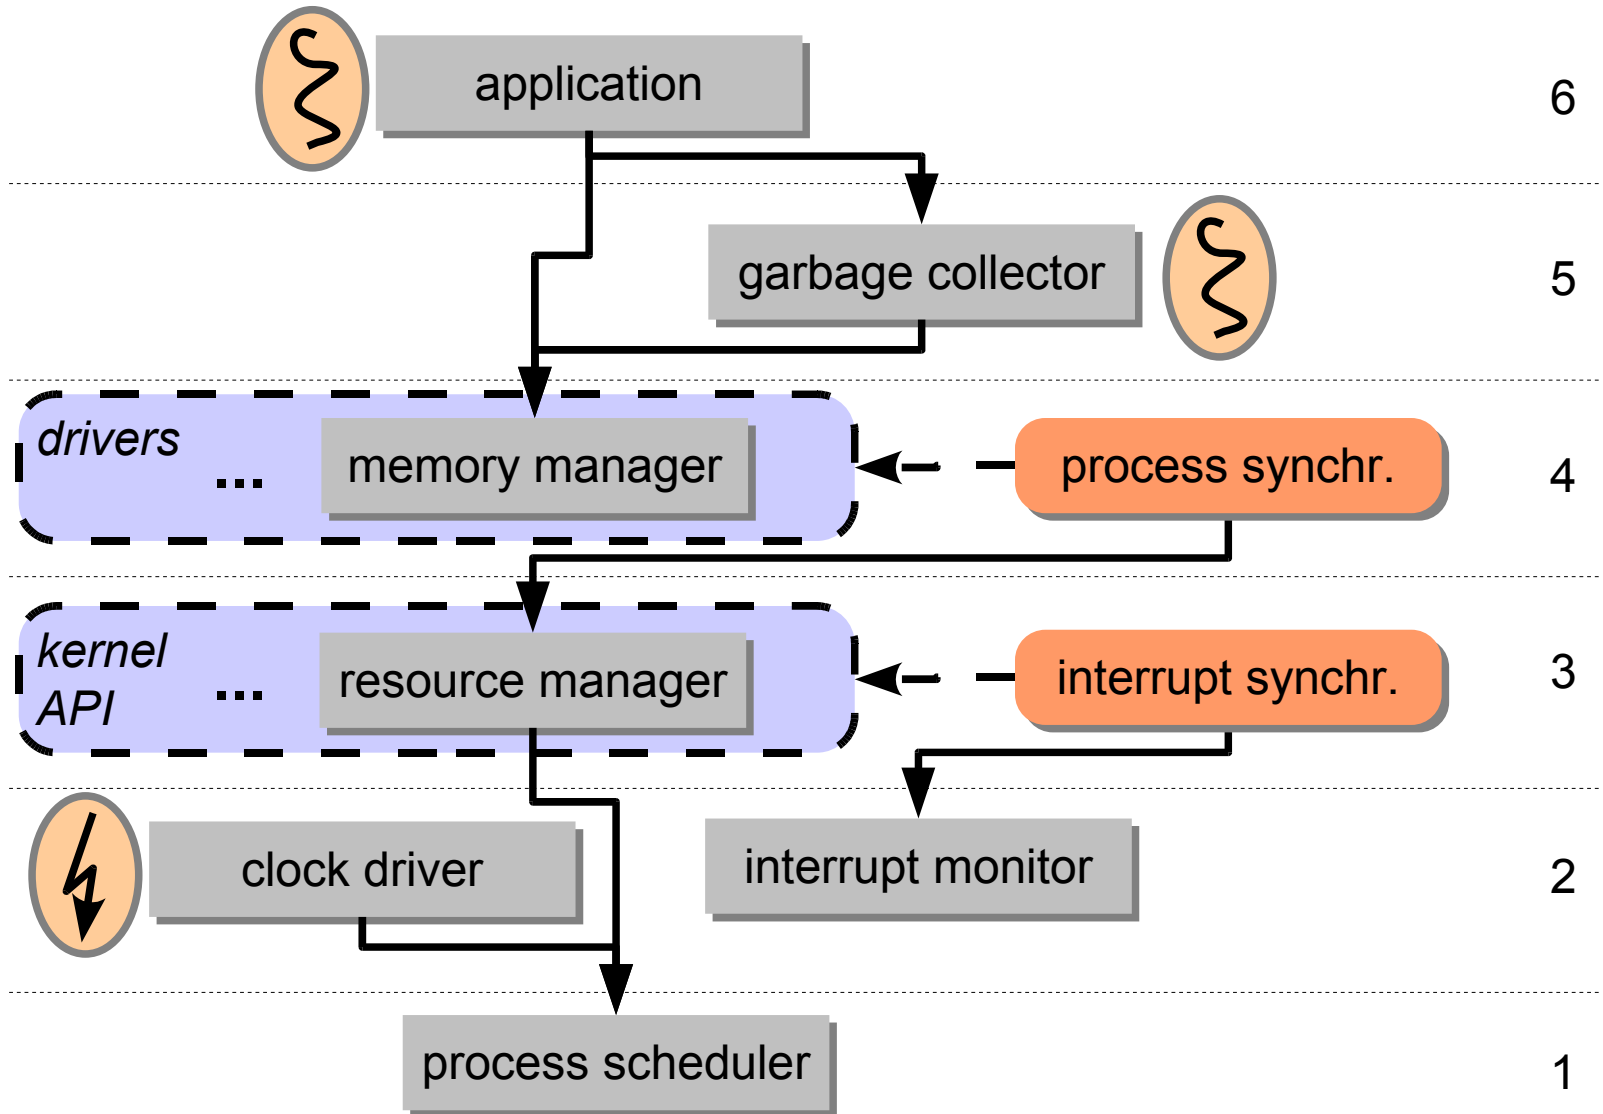 application
6
garbage collector
5
drivers
...
memory manager
process synchr.
4
kernel
API
...
resource manager
interrupt synchr.
3
clock driver
interrupt monitor
2
process scheduler
1